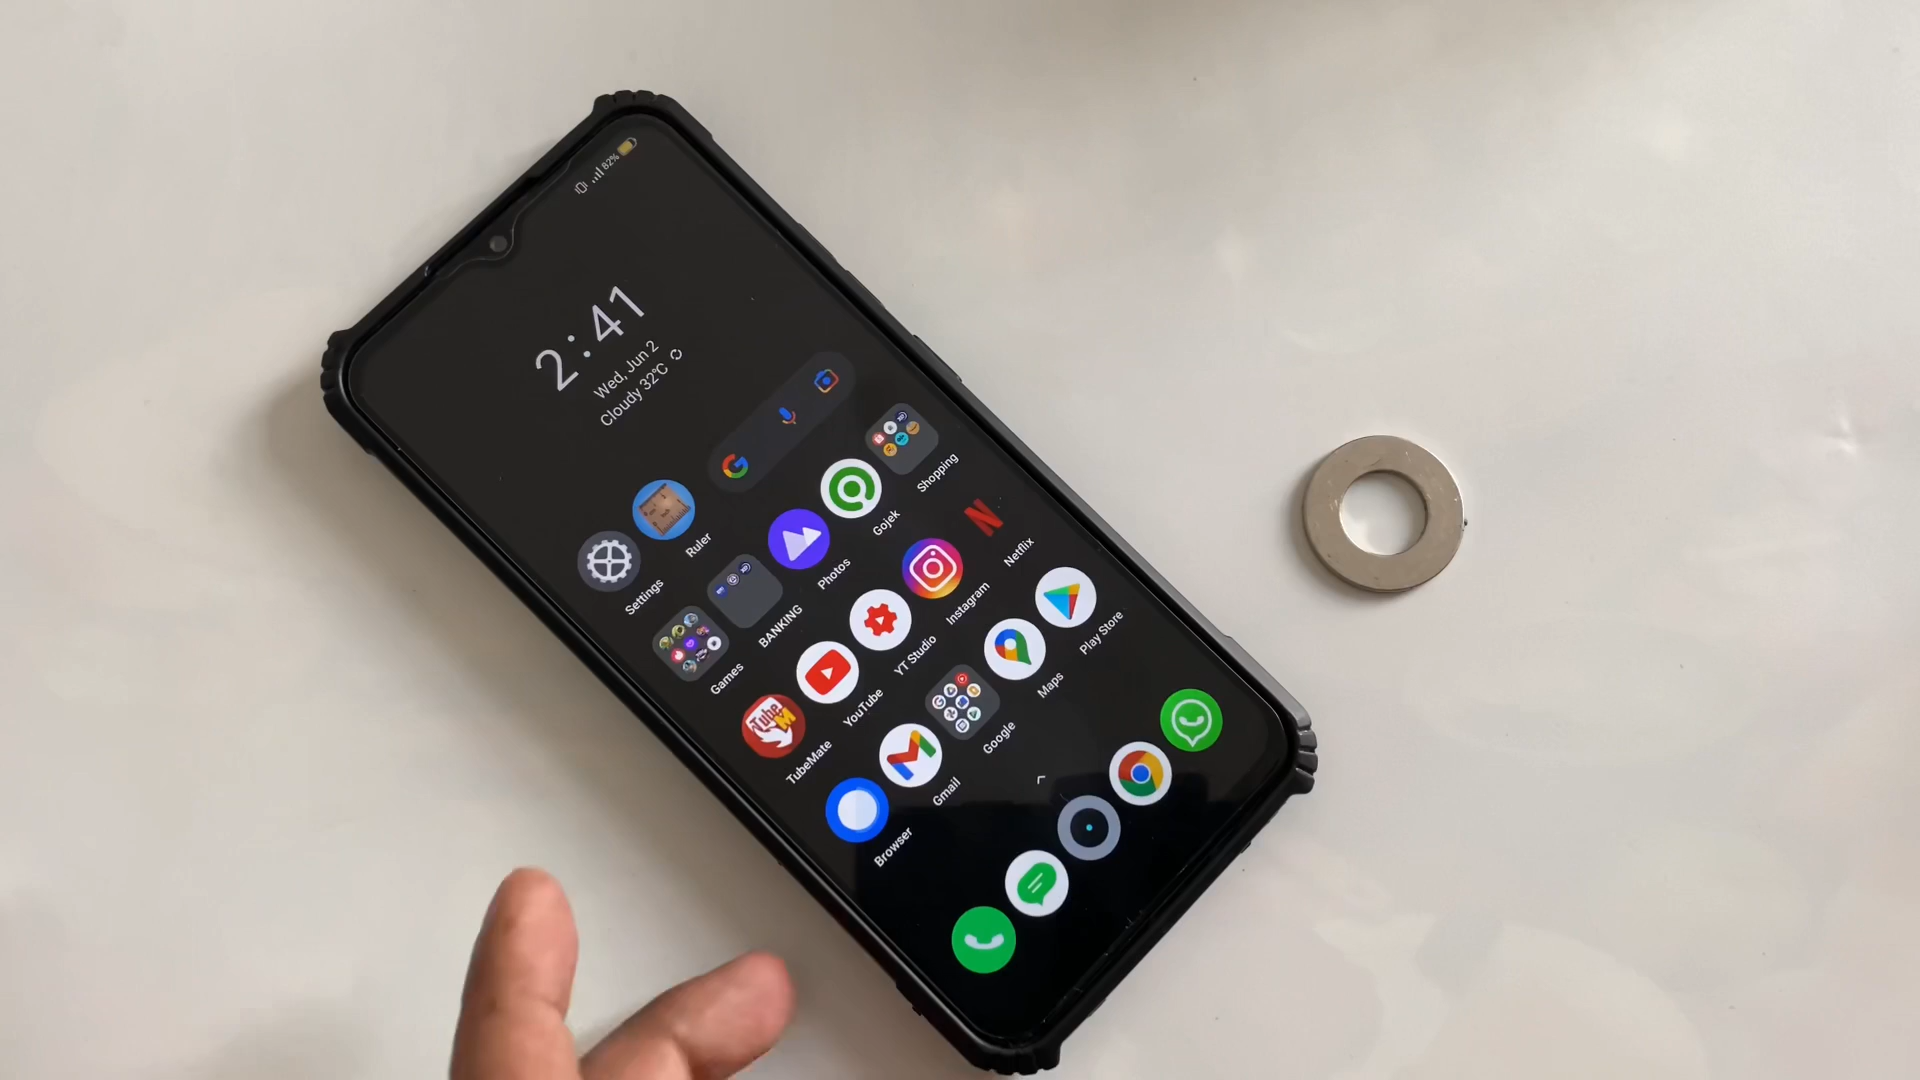 82%
2:41
Wed, Jun 2
Cloudy 32°C
Settings
Ruler
Games
BANKING
Photos
Gojek
Shopping
TubeMate
YouTube
YT Studio
Instagram
Netflix
Browser
Gmail
Google
Maps
Play Store